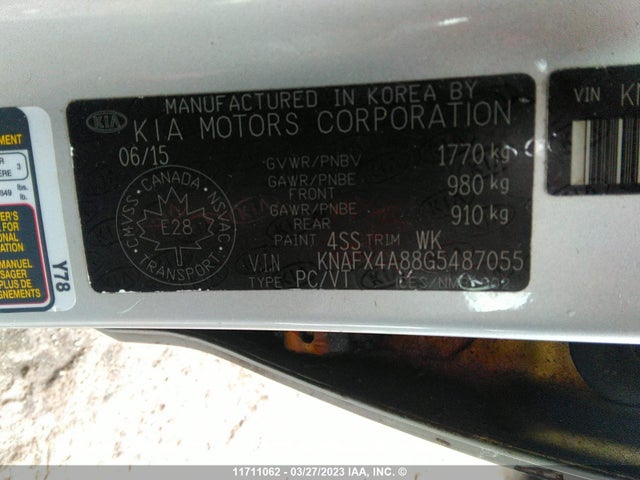 MANUFACTURED IN KOREA BY
KIA KIA MOTORS CORPORATION
06/15 GVWR/PNBV 1770 kg
GAWR/PNBE FRONT 980 kg
GAWR/PNBE REAR 910 kg
PAINT 4SS TRIM WK
V.I.N KNAFX4A88G5487055
TYPE PC/VT
CMVSS · CANADA · NSVAC
E28
TRANSPORT
VIN KN
Y78
11711062 - 03/27/2023 IAA, INC. ©